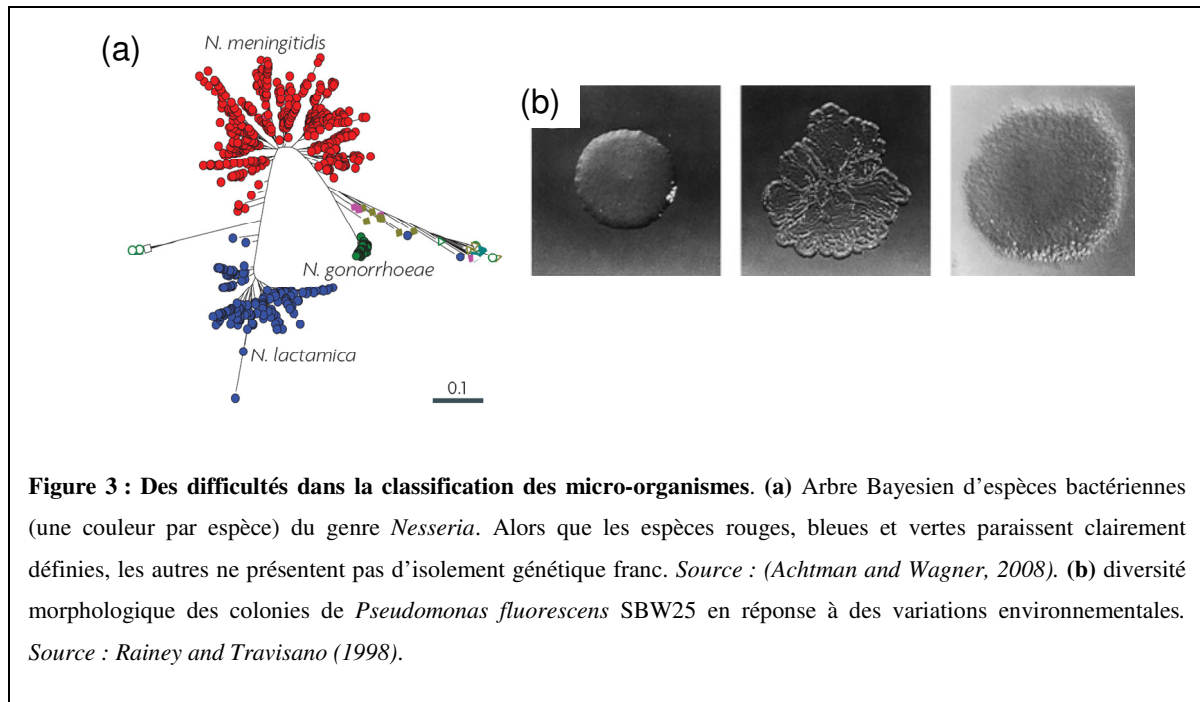 (a)
N. meningitidis
(b)
N. gonorrhoeae
N. lactamica
0.1
Figure 3 : Des difficultés dans la classification des micro-organismes. (a) Arbre Bayesien d’espèces bactériennes
(une couleur par espèce) du genre Nesseria. Alors que les espèces rouges, bleues et vertes paraissent clairement
définies, les autres ne présentent pas d’isolement génétique franc. Source : (Achtman and Wagner, 2008). (b) diversité
morphologique des colonies de Pseudomonas fluorescens SBW25 en réponse à des variations environnementales.
Source : Rainey and Travisano (1998).